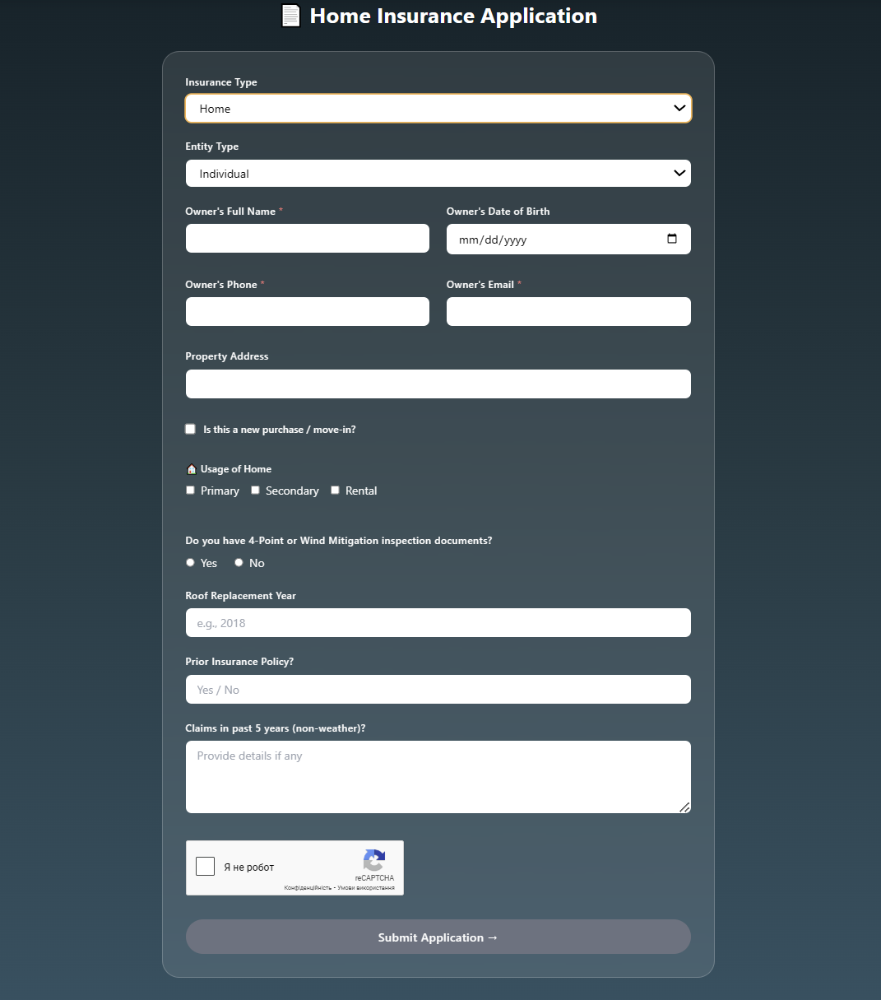 Home Insurance Application
Insurance Type
Home
Entity Type
Individual
Owner's Full Name *
Owner's Date of Birth
mm/dd/yyyy
Owner's Phone *
Owner's Email *
Property Address
Is this a new purchase / move-in?
Usage of Home
Primary Secondary Rental
Do you have 4-Point or Wind Mitigation inspection documents?
Yes No
Roof Replacement Year
e.g., 2018
Prior Insurance Policy?
Yes / No
Claims in past 5 years (non-weather)?
Provide details if any
Я не робот
reCAPTCHA
Конфіденційність - Умови використання
Submit Application →